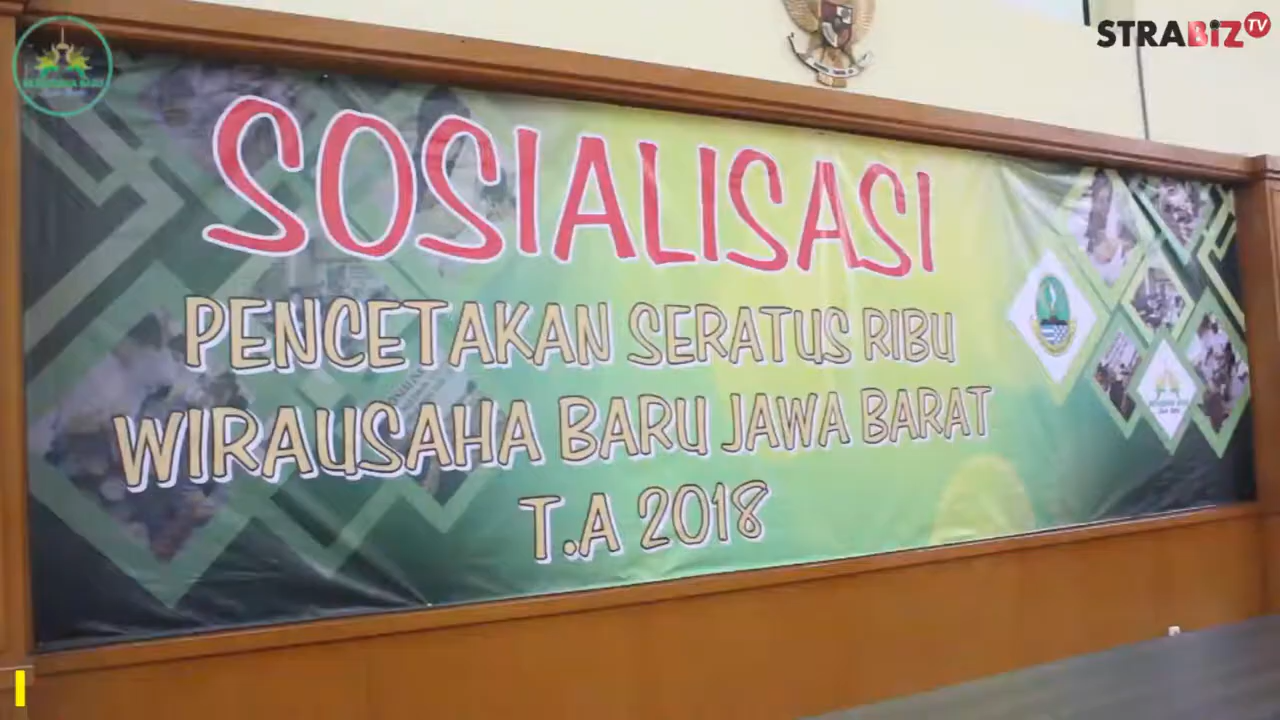 STRABIZ TV
SOSIALISASI
PENCETAKAN SERATUS RIBU
WIRAUSAHA BARU JAWA BARAT
T.A 2018